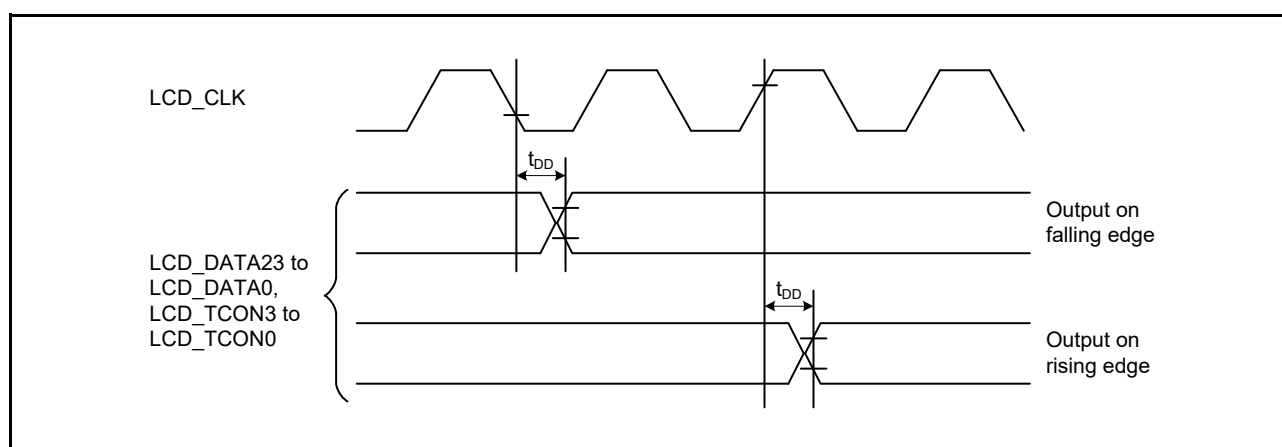 LCD_CLK
tDD
Output on
falling edge
LCD_DATA23 to
LCD_DATA0,
LCD_TCON3 to
LCD_TCON0
tDD
Output on
rising edge